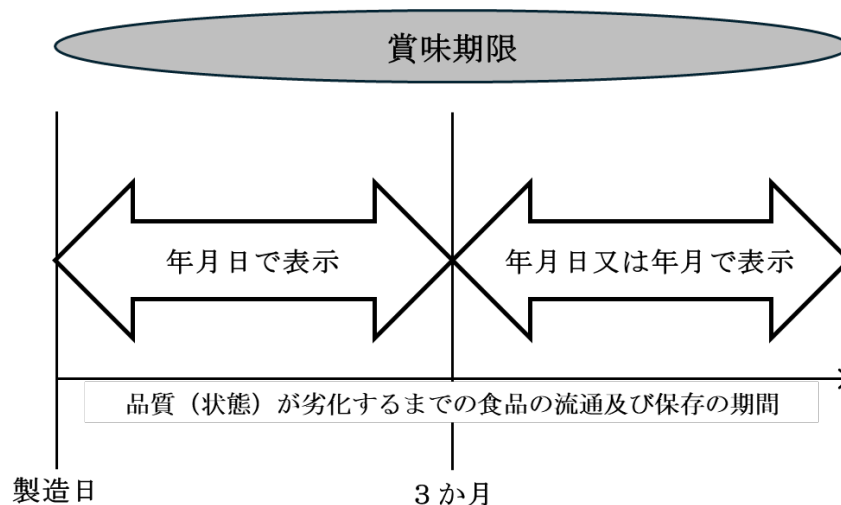 賞味期限
年月日で表示
年月日又は年月で表示
品質（状態）が劣化するまでの食品の流通及び保存の期間
製造日
３か月